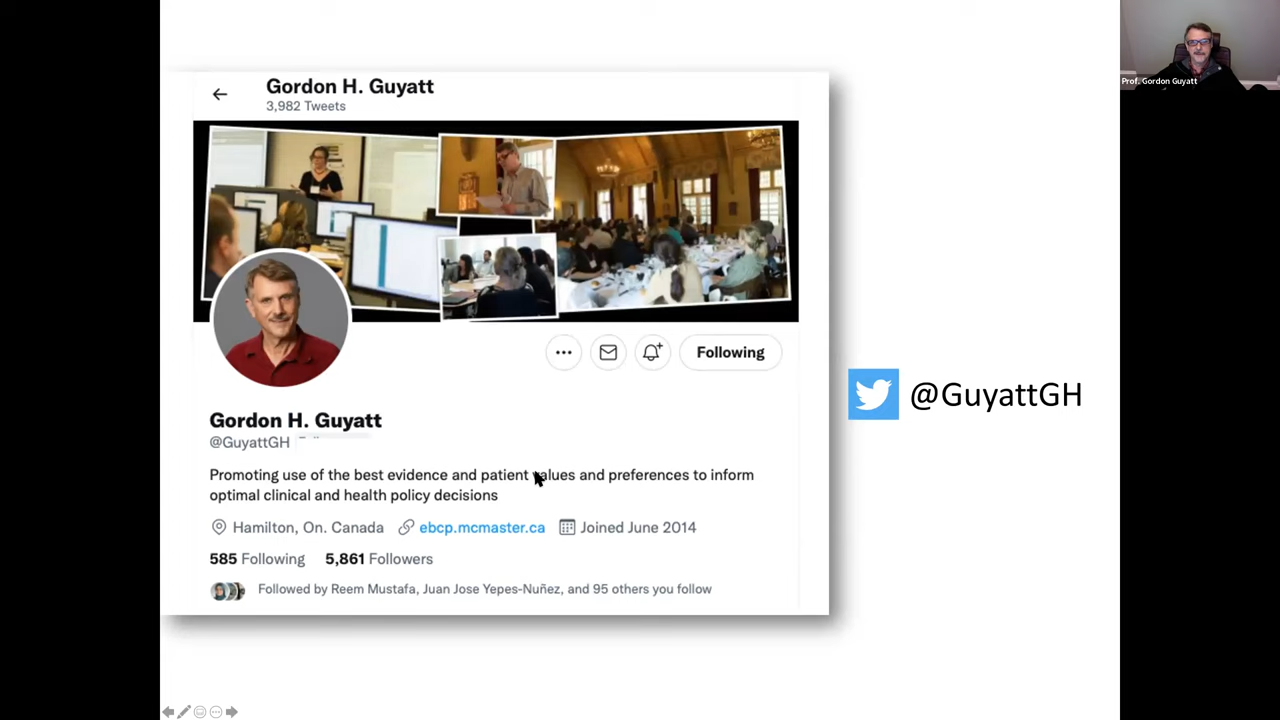 Gordon H. Guyatt
3,982 Tweets
Prof. Gordon Guyatt
Following
@GuyattGH
Gordon H. Guyatt
@GuyattGH
Promoting use of the best evidence and patient values and preferences to inform
optimal clinical and health policy decisions
Hamilton, On. Canada ebcp.mcmaster.ca Joined June 2014
585 Following 5,861 Followers
Followed by Reem Mustafa, Juan Jose Yepes-Nuñez, and 95 others you follow